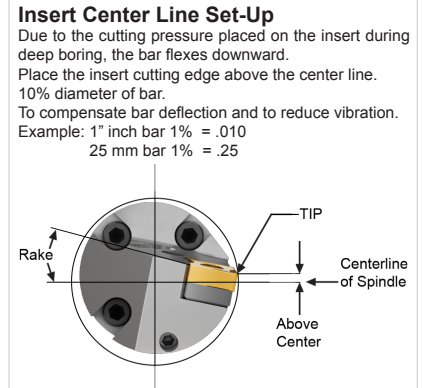 Insert Center Line Set-Up
Due to the cutting pressure placed on the insert during
deep boring, the bar flexes downward.
Place the insert cutting edge above the center line.
10% diameter of bar.
To compensate bar deflection and to reduce vibration.
Example: 1” inch bar 1%  = .010
25 mm bar 1%  = .25
TIP
Rake
Centerline
of Spindle
Above
Center